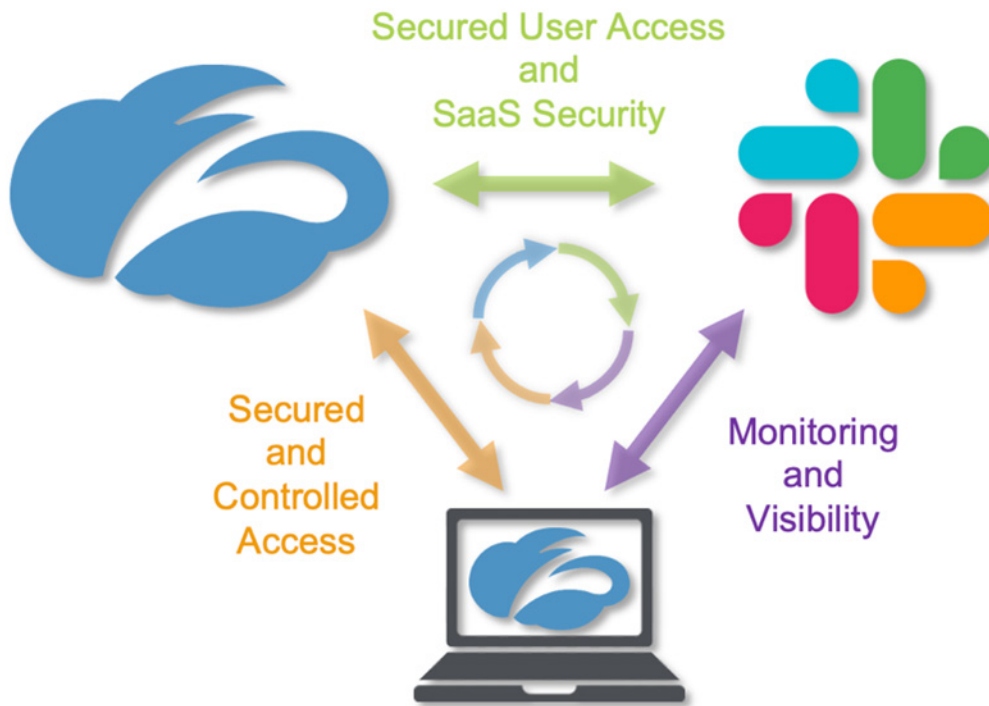 Secured User Access
and
SaaS Security
Secured
and
Controlled
Access
Monitoring
and
Visibility